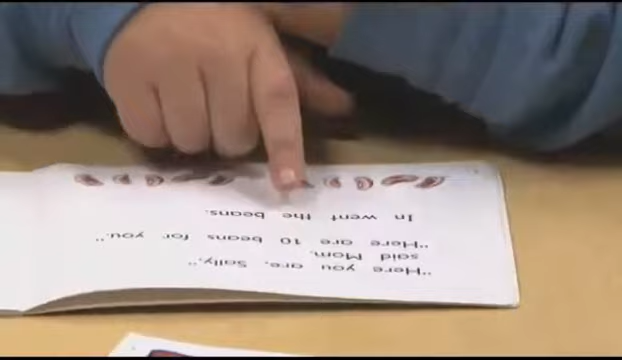 "Here you are, Sally,"
said Mom.
"Here are 10 beans for you."
In went the beans.